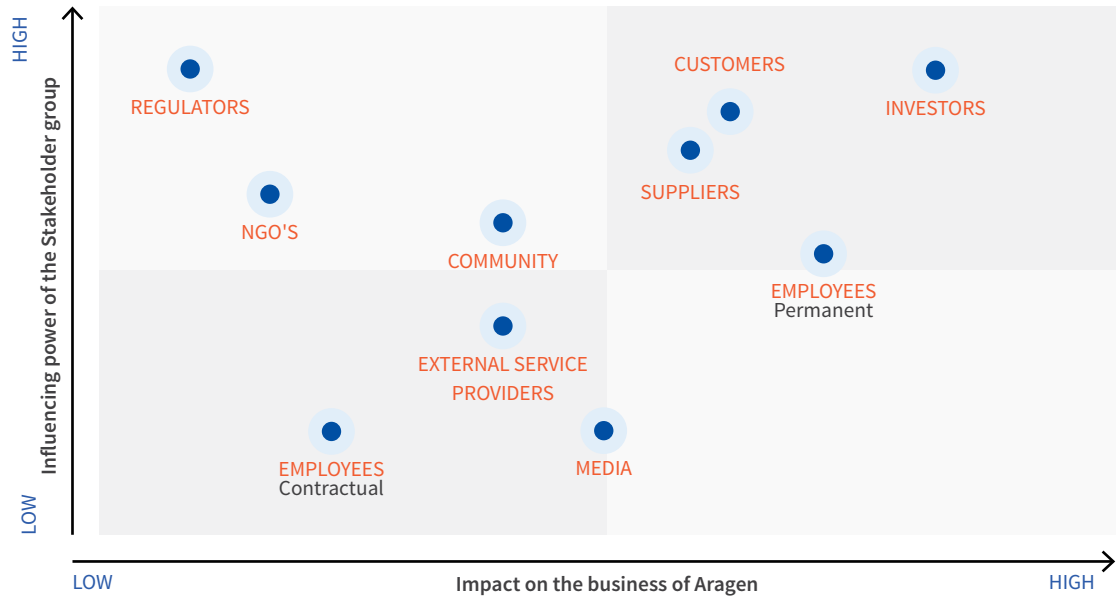 HIGH
Influencing power of the Stakeholder group
LOW
REGULATORS
CUSTOMERS
INVESTORS
SUPPLIERS
NGO'S
COMMUNITY
EMPLOYEES
Permanent
EXTERNAL SERVICE
PROVIDERS
EMPLOYEES
Contractual
MEDIA
LOW
Impact on the business of Aragen
HIGH